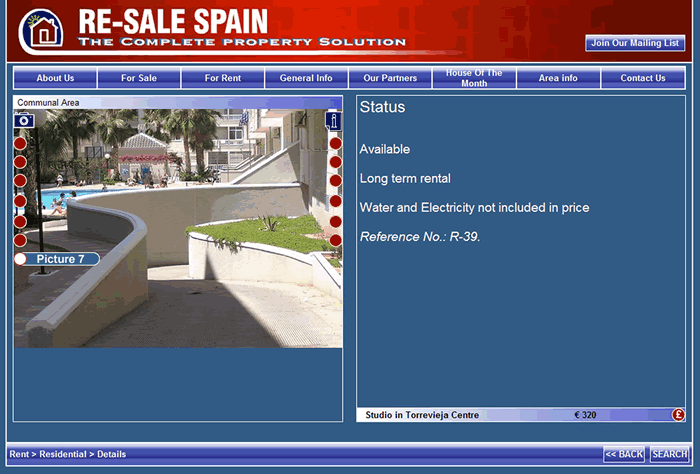 RE-SALE SPAIN
THE COMPLETE PROPERTY SOLUTION
Join Our Mailing List
About Us
For Sale
For Rent
General Info
Our Partners
House Of The
Month
Area info
Contact Us
Communal Area
i
Picture 7
Status
Available
Long term rental
Water and Electricity not included in price
Reference No.: R-39.
Studio in Torrevieja Centre € 320 £
Rent > Residential > Details
<< BACK
SEARCH